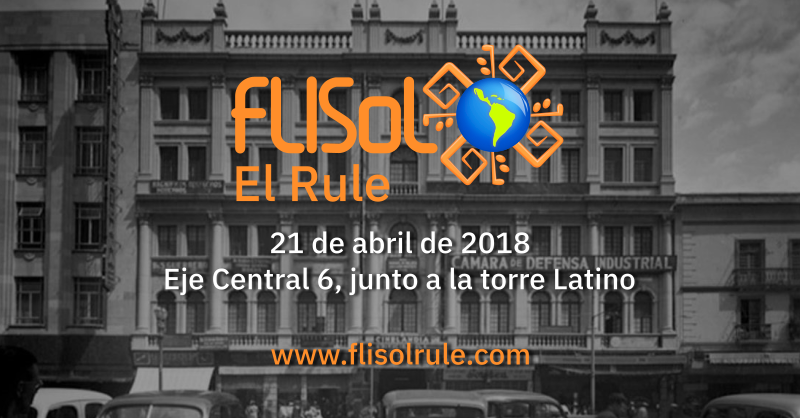 FLISoL
El Rule
21 de abril de 2018
Eje Central 6, junto a la torre Latino
www.flisolrule.com
CAMARA DE DEFENSA INDUSTRIAL
CINELANDIA